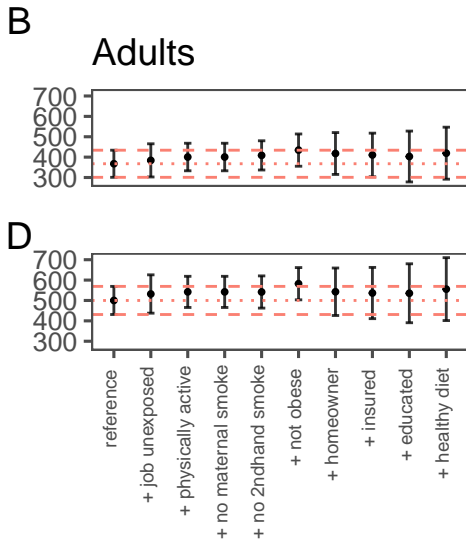 B
Adults
700
600
500
400
300
D
700
600
500
400
300
reference
+ job unexposed
+ physically active
+ no maternal smoke
+ no 2ndhand smoke
+ not obese
+ homeowner
+ insured
+ educated
+ healthy diet